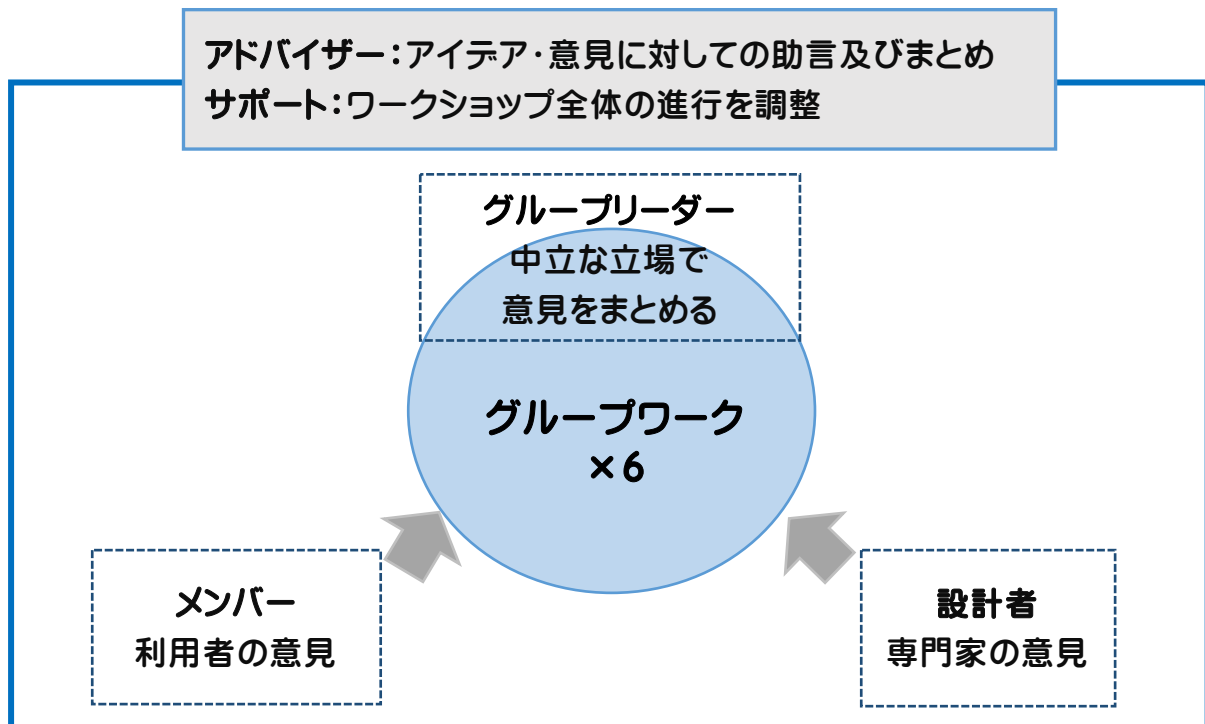 アドバイザー：アイデア・意見に対しての助言及びまとめ
サポート：ワークショップ全体の進行を調整
グループリーダー
中立な立場で
意見をまとめる
グループワーク
×6
メンバー
利用者の意見
設計者
専門家の意見